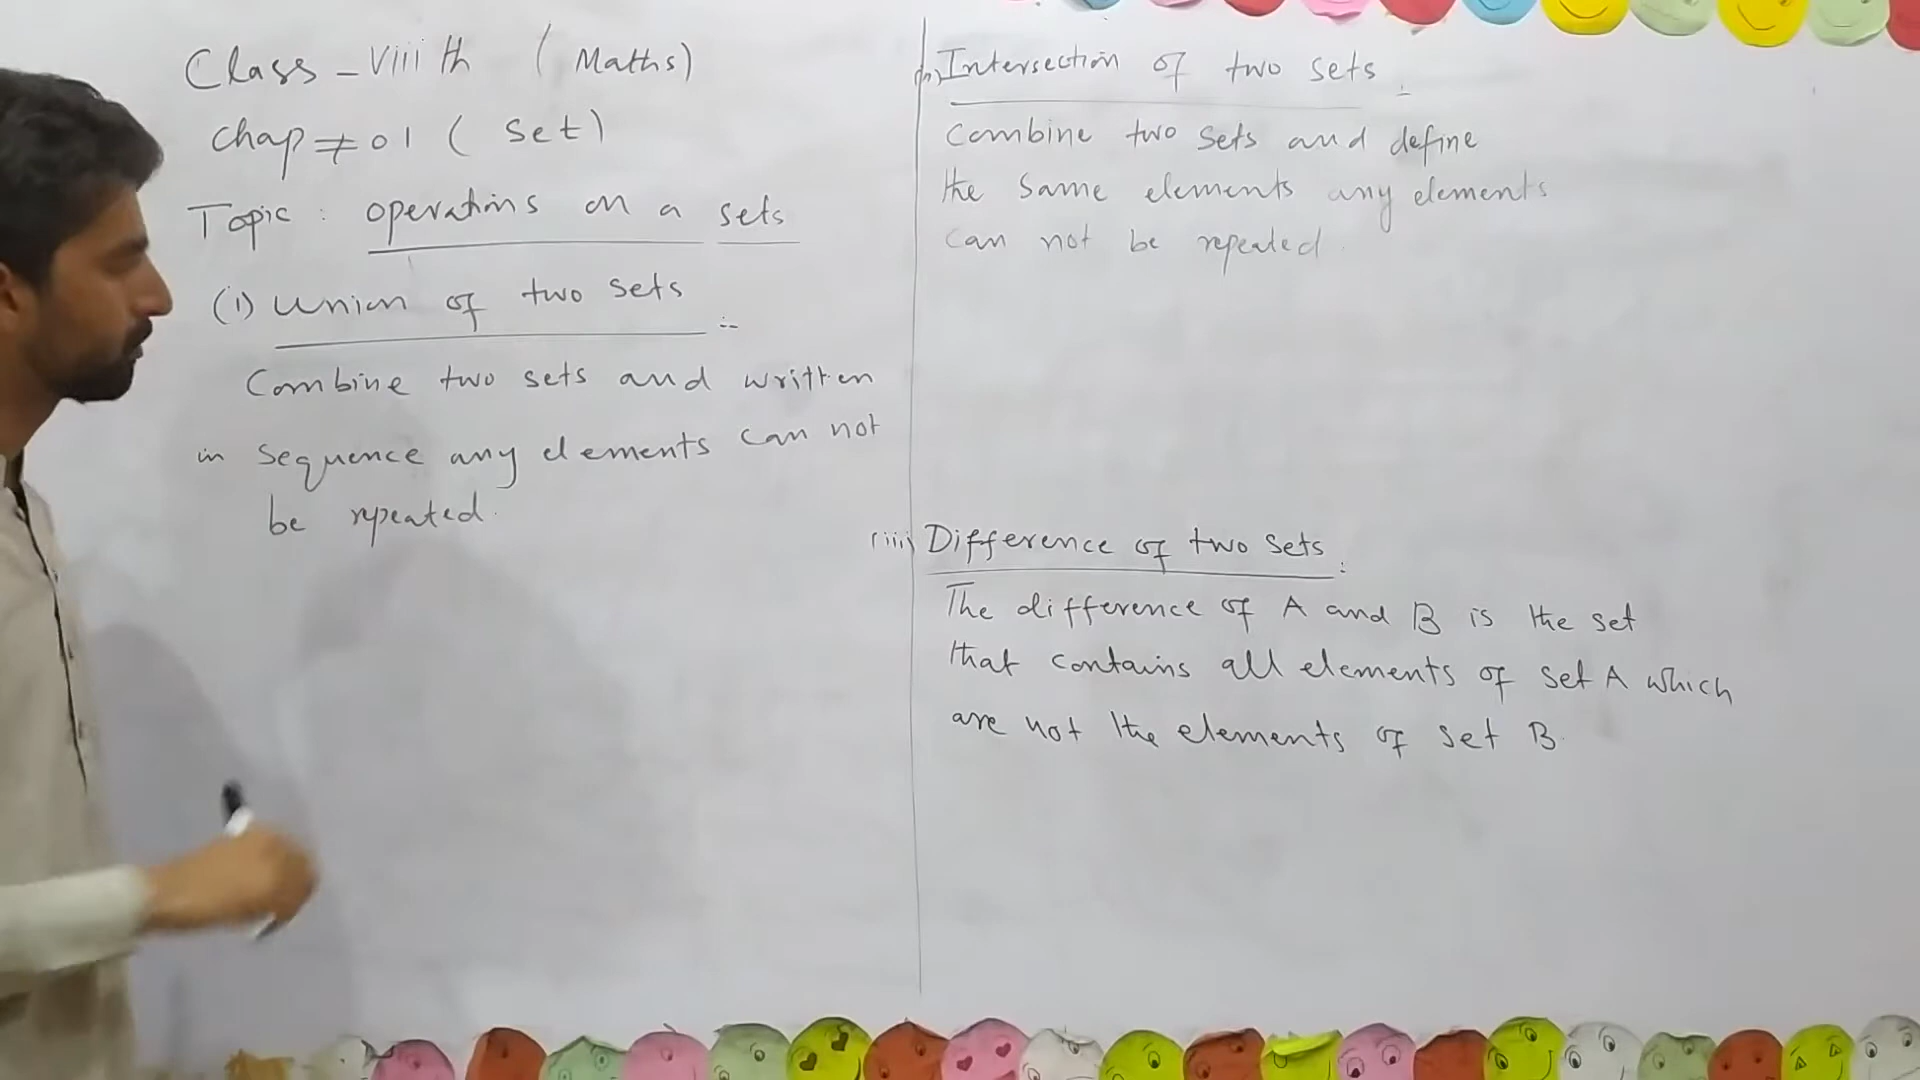 Class - Viii th ( Maths)
chap ≠ 01 ( Set )
Topic : operations on a sets
(i) union of two sets :-
Combine two sets and written
in sequence any elements can not
be repeated.
(ii) Intersection of two sets :
Combine two sets and define
the same elements any elements
can not be repeated.
(iii) Difference of two sets :
The difference of A and B is the set
that contains all elements of set A which
are not the elements of set B.